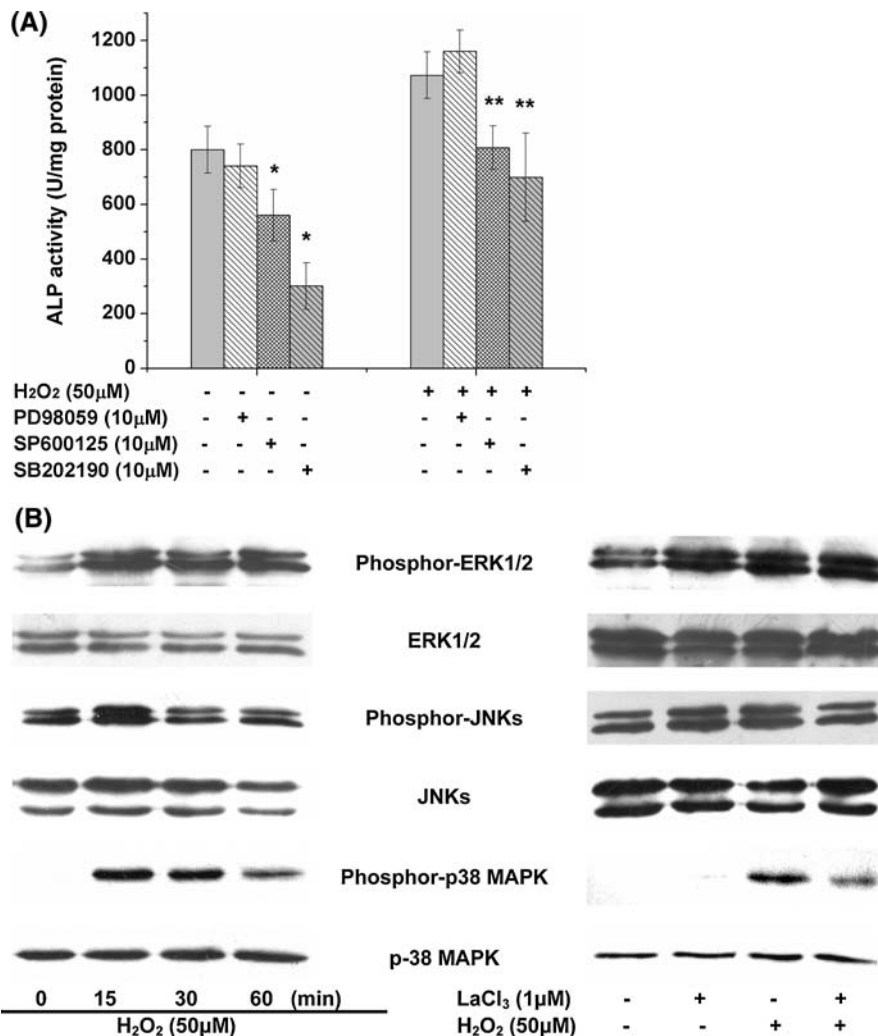 (A)
1200
1000
800
600
400
200
0
ALP activity (U/mg protein)
* * ** **
H₂O₂ (50μM) - - - - + + + +
PD98059 (10μM) - + - - - + - -
SP600125 (10μM) - - + - - - + -
SB202190 (10μM) - - - + - - - +
(B)
Phosphor-ERK1/2
ERK1/2
Phosphor-JNKs
JNKs
Phosphor-p38 MAPK
p-38 MAPK
0 15 30 60 (min)
H₂O₂ (50μM)
LaCl₃ (1μM) - + - +
H₂O₂ (50μM) - - + +